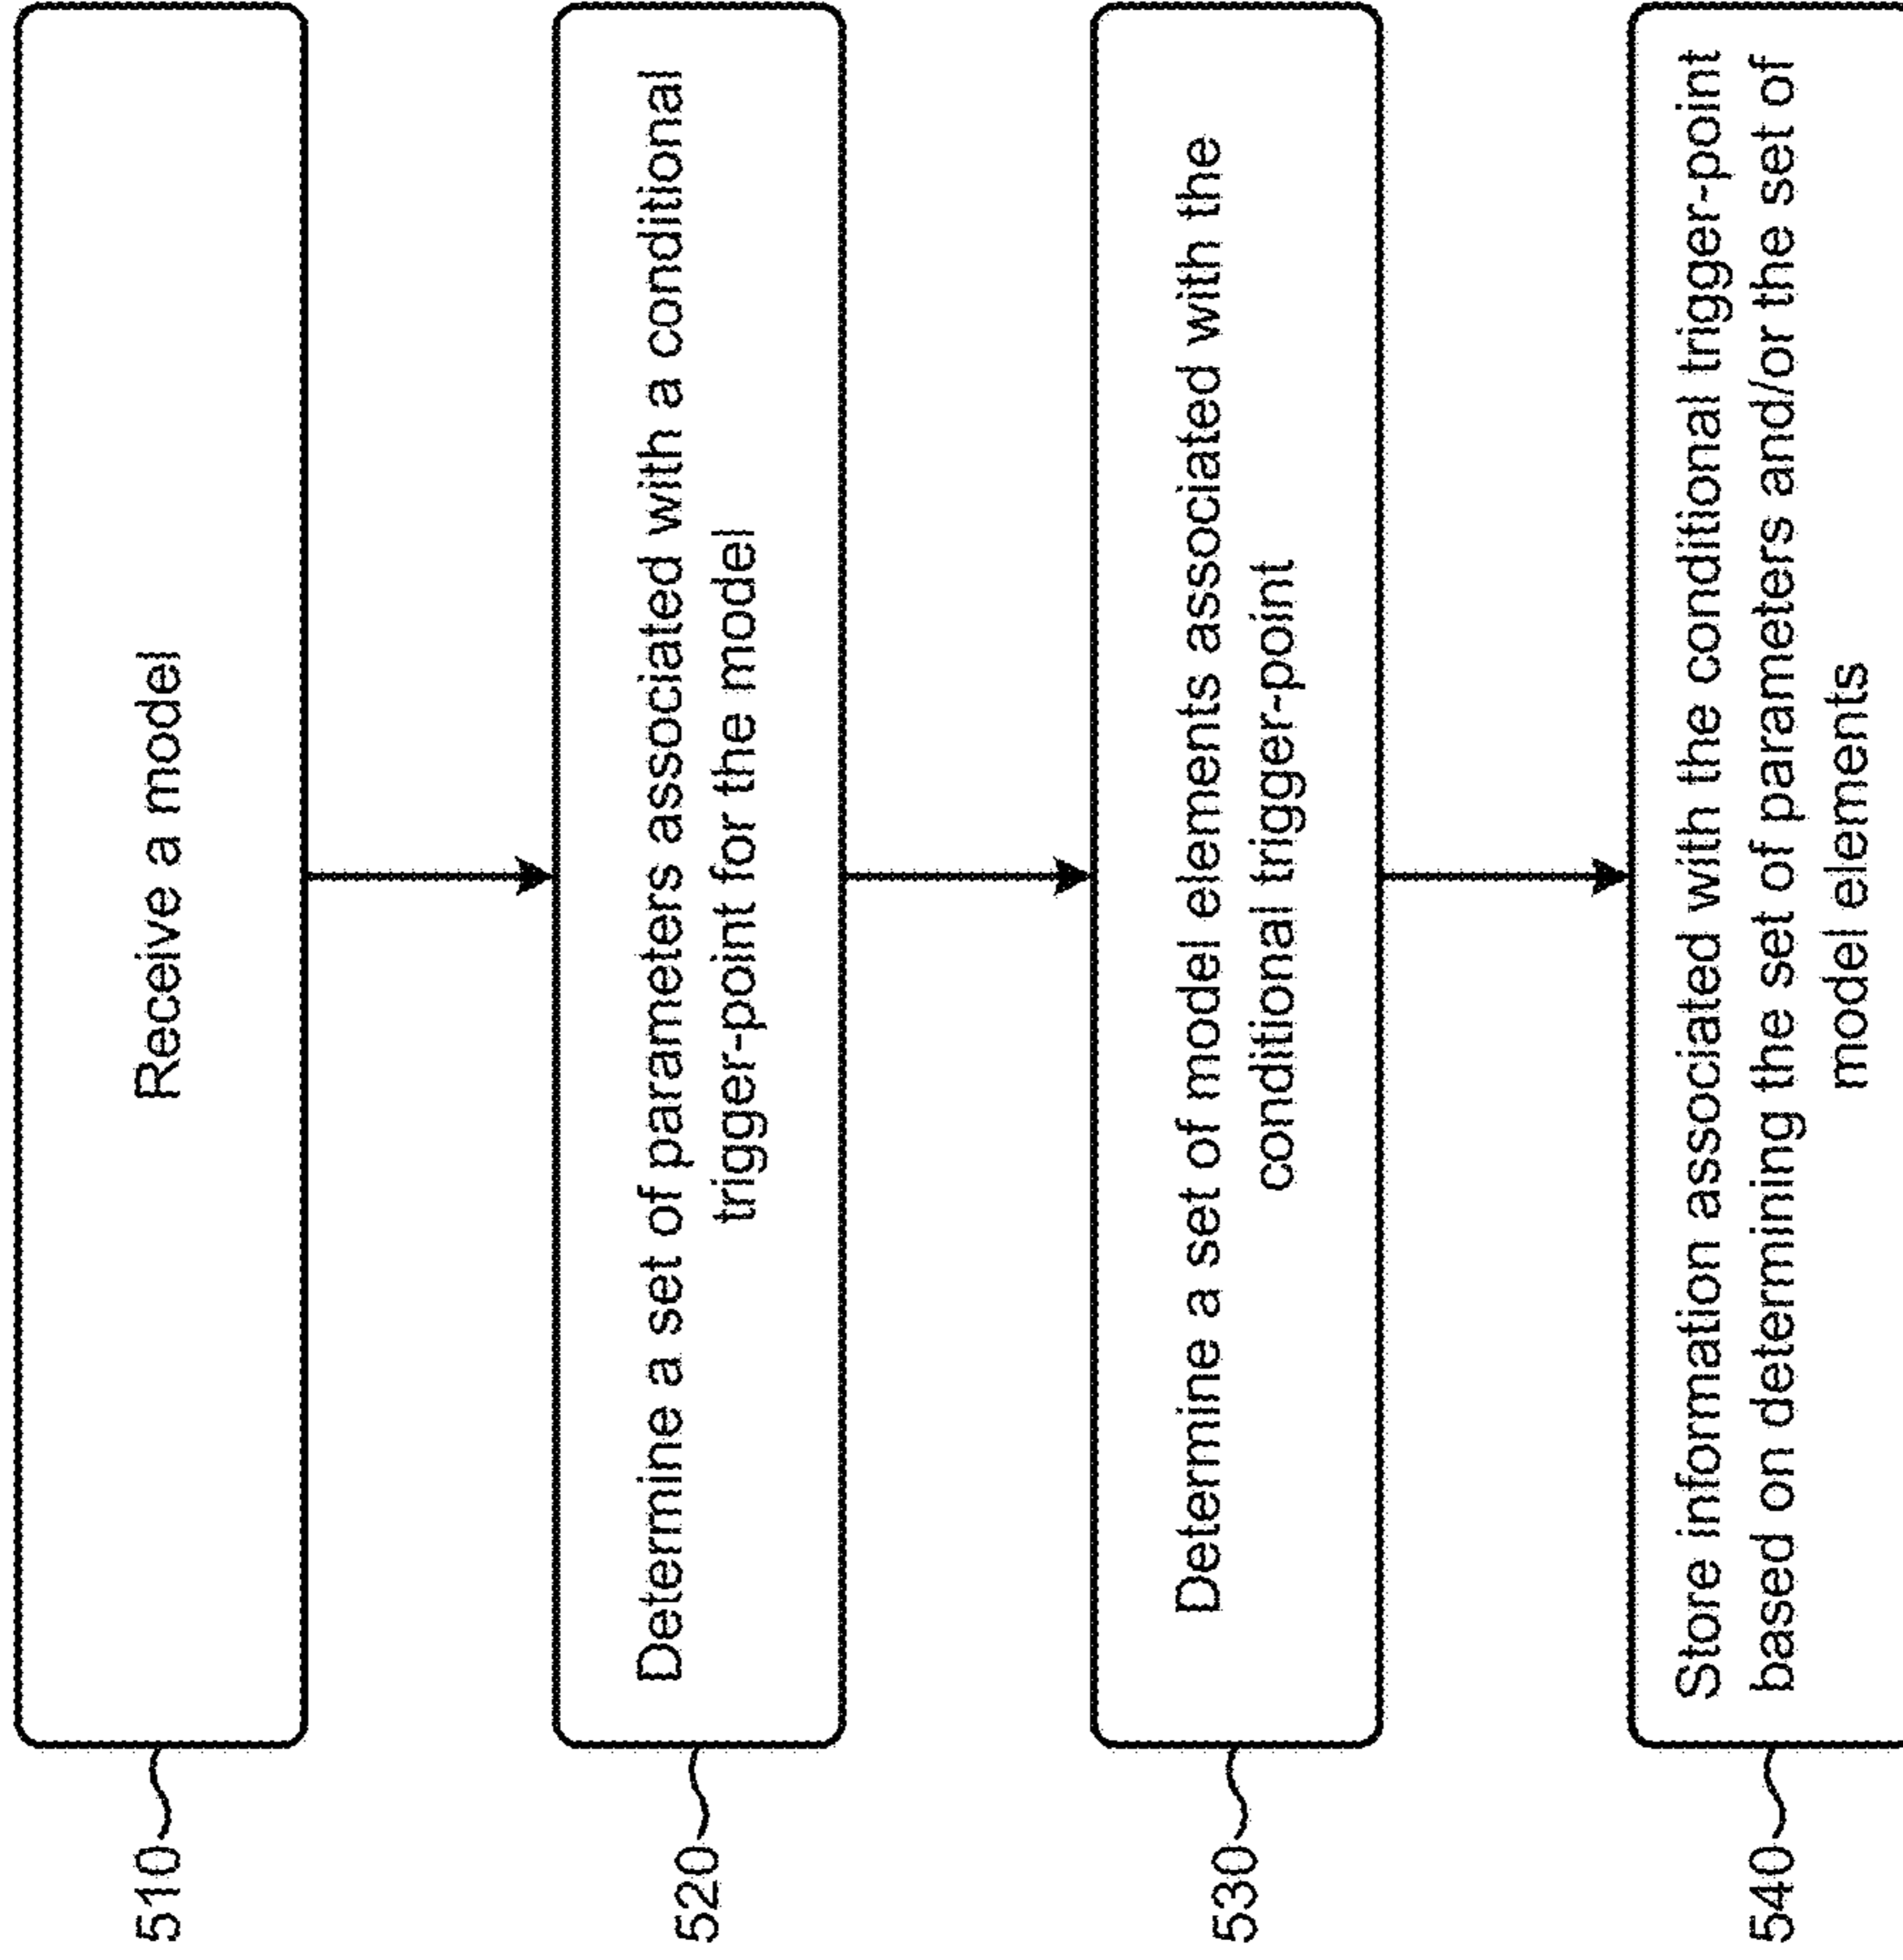 510
Receive a model
520
Determine a set of parameters associated with a conditional
trigger-point for the model
530
Determine a set of model elements associated with the
conditional trigger-point
540
Store information associated with the conditional trigger-point
based on determining the set of parameters and/or the set of
model elements